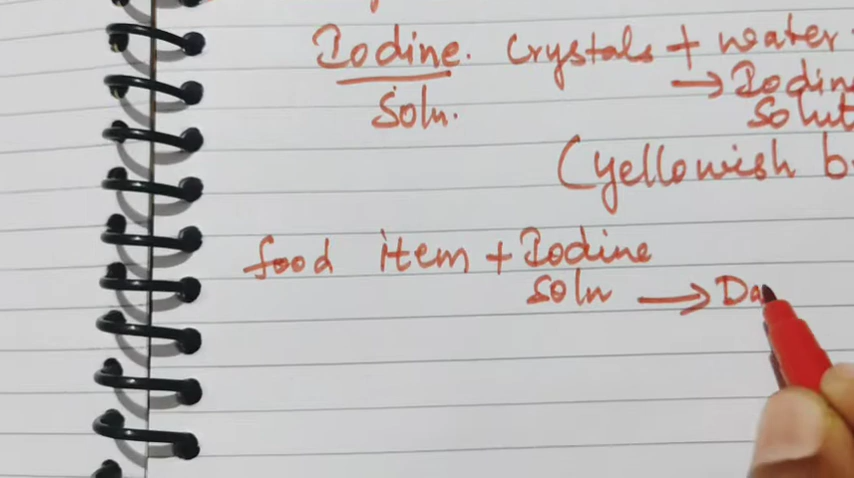 Iodine. Crystals + water
Soln. → Iodine
Solut
(yellowish b
food item + Iodine
soln → Da